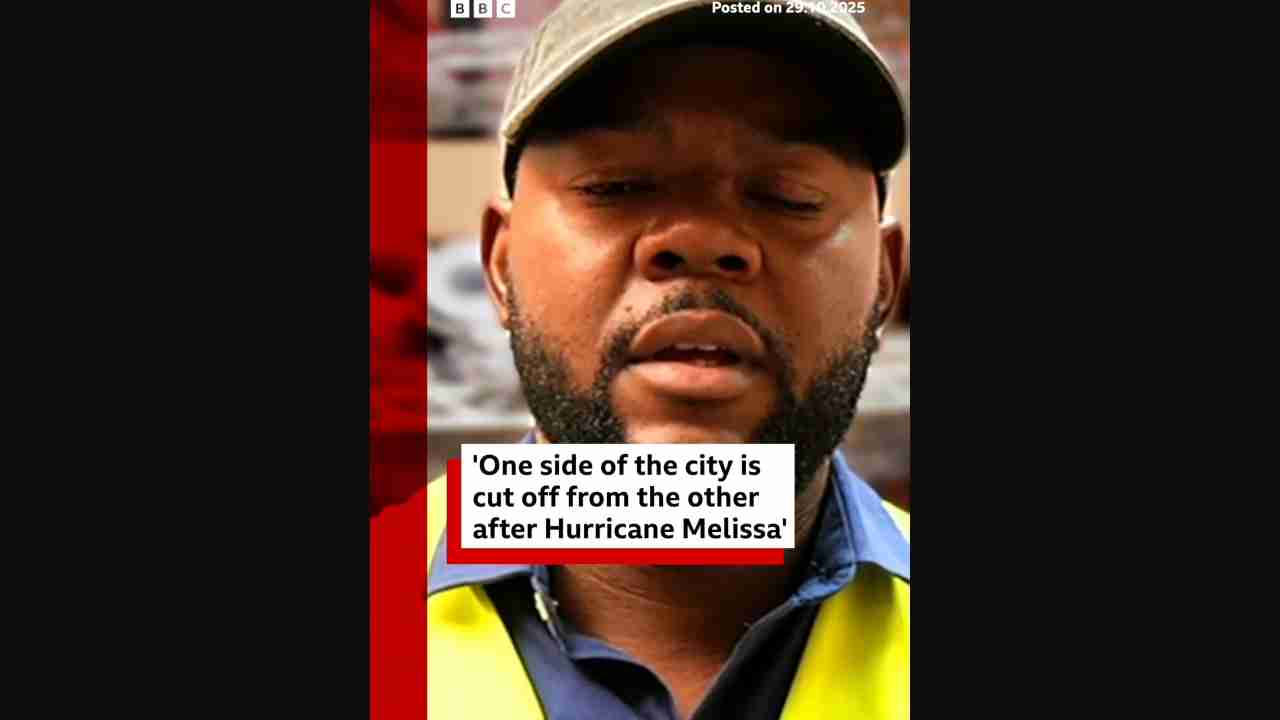 BBC
Posted on 29.10.2025
'One side of the city is
cut off from the other
after Hurricane Melissa'